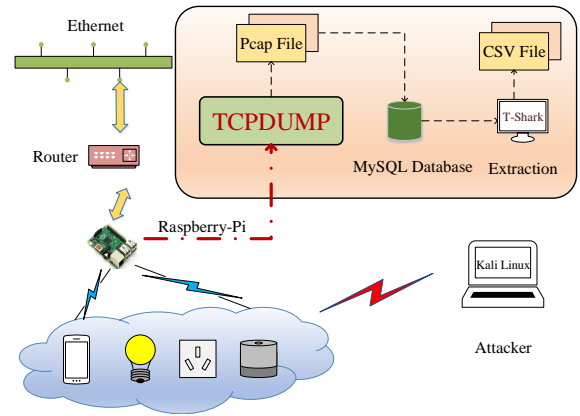 Ethernet
Pcap File
CSV File
TCPDUMP
T-Shark
Router
MySQL Database
Extraction
Raspberry-Pi
Kali Linux
Attacker